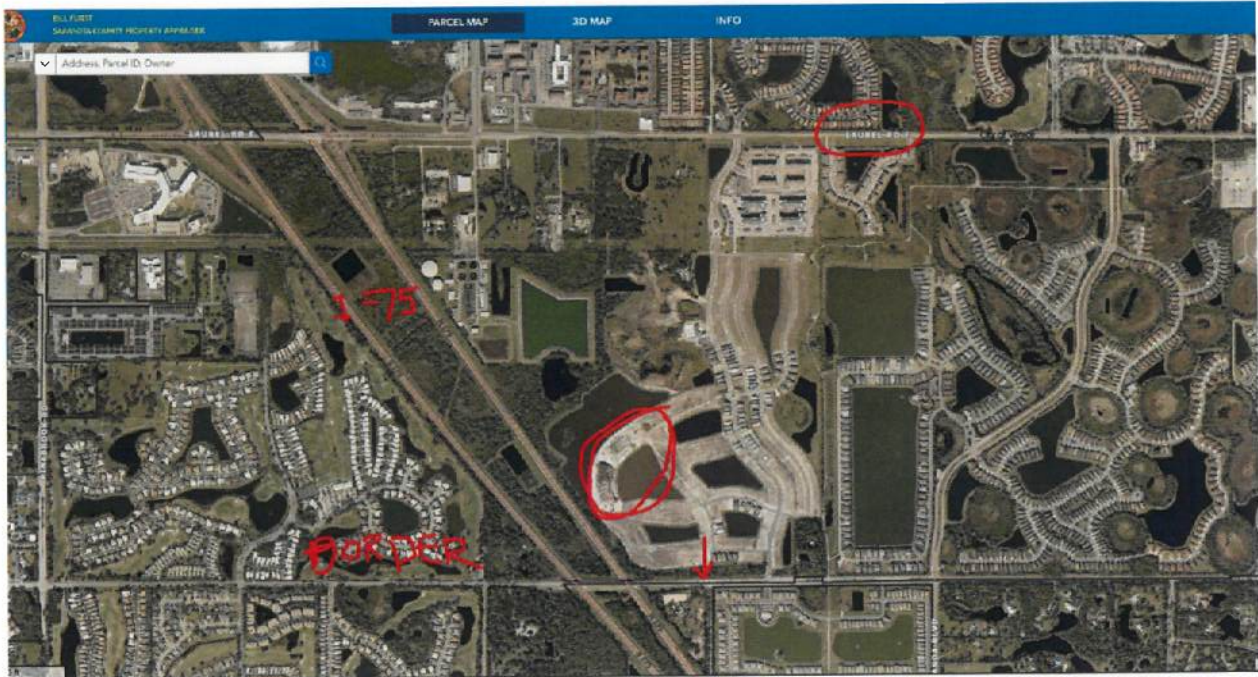 BILL FURST
SARASOTA COUNTY PROPERTY APPRAISER
PARCEL MAP
3D MAP
INFO
Address, Parcel ID, Owner
LAUREL RD E
LAUREL RD E
I-75
BORDER